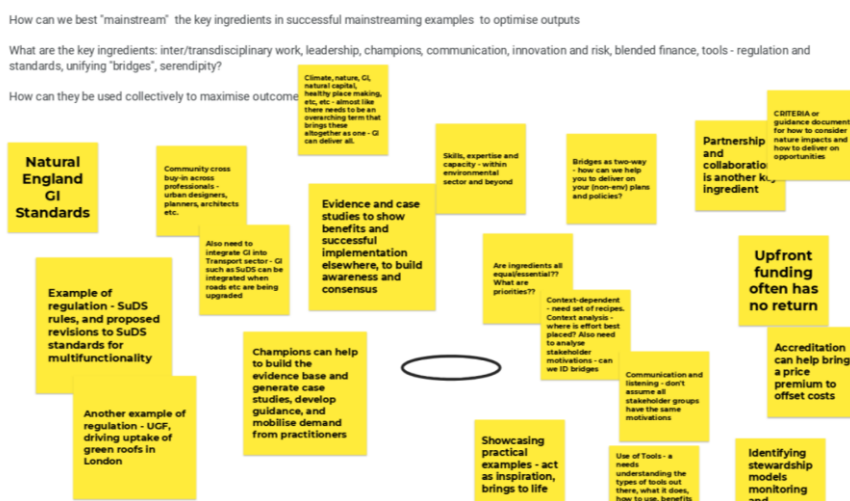 How can we best "mainstream" the key ingredients in successful mainstreaming examples to optimise outputs
What are the key ingredients: inter/transdisciplinary work, leadership, champions, communication, innovation and risk, blended finance, tools - regulation and
standards, unifying "bridges", serendipity?
How can they be used collectively to maximise outcome
Climate, nature, GI,
natural capital,
healthy place making,
etc, etc - almost like
there needs to be an
overarching term that
brings these
altogether as one - GI
can deliver all.
CRITERIA or
guidance document
for how to consider
nature impacts and
how to deliver on
opportunities
Natural
England
GI
Standards
Community cross
buy-in across
professionals -
urban designers,
planners, architects
etc.
Skills, expertise and
capacity - within
environmental
sector and beyond
Bridges as two-way
- how can we help
you to deliver on
your (non-env) plans
and policies?
Partnership
and
collaboratio
is another
ingredient
Evidence and case
studies to show
benefits and
successful
implementation
elsewhere, to build
awareness and
consensus
Also need to
integrate GI into
Transport sector - GI
such as SuDS can be
integrated when
roads etc are being
upgraded
Are ingredients all
equal/essential??
What are
priorities??
Upfront
funding
often has
no return
Example of
regulation - SuDS
rules, and proposed
revisions to SuDS
standards for
multifunctionality
Context-dependent
- need set of recipes.
Context analysis -
where is effort best
placed? Also need
to analyse
stakeholder
motivations - can
we ID bridges
Champions can help
to build the
evidence base and
generate case
studies, develop
guidance, and
mobilise demand
from practitioners
Accreditation
can help bring
a price
premium to
offset costs
Communication and
listening - don't
assume all
stakeholder groups
have the same
motivations
Another example of
regulation - UGF,
driving uptake of
green roofs in
London
Showcasing
practical
examples - act
as inspiration,
brings to life
Use of Tools - a
needs
understanding the
types of tools out
there, what it does,
how to use, benefits
Identifying
stewardship
models
monitoring
and